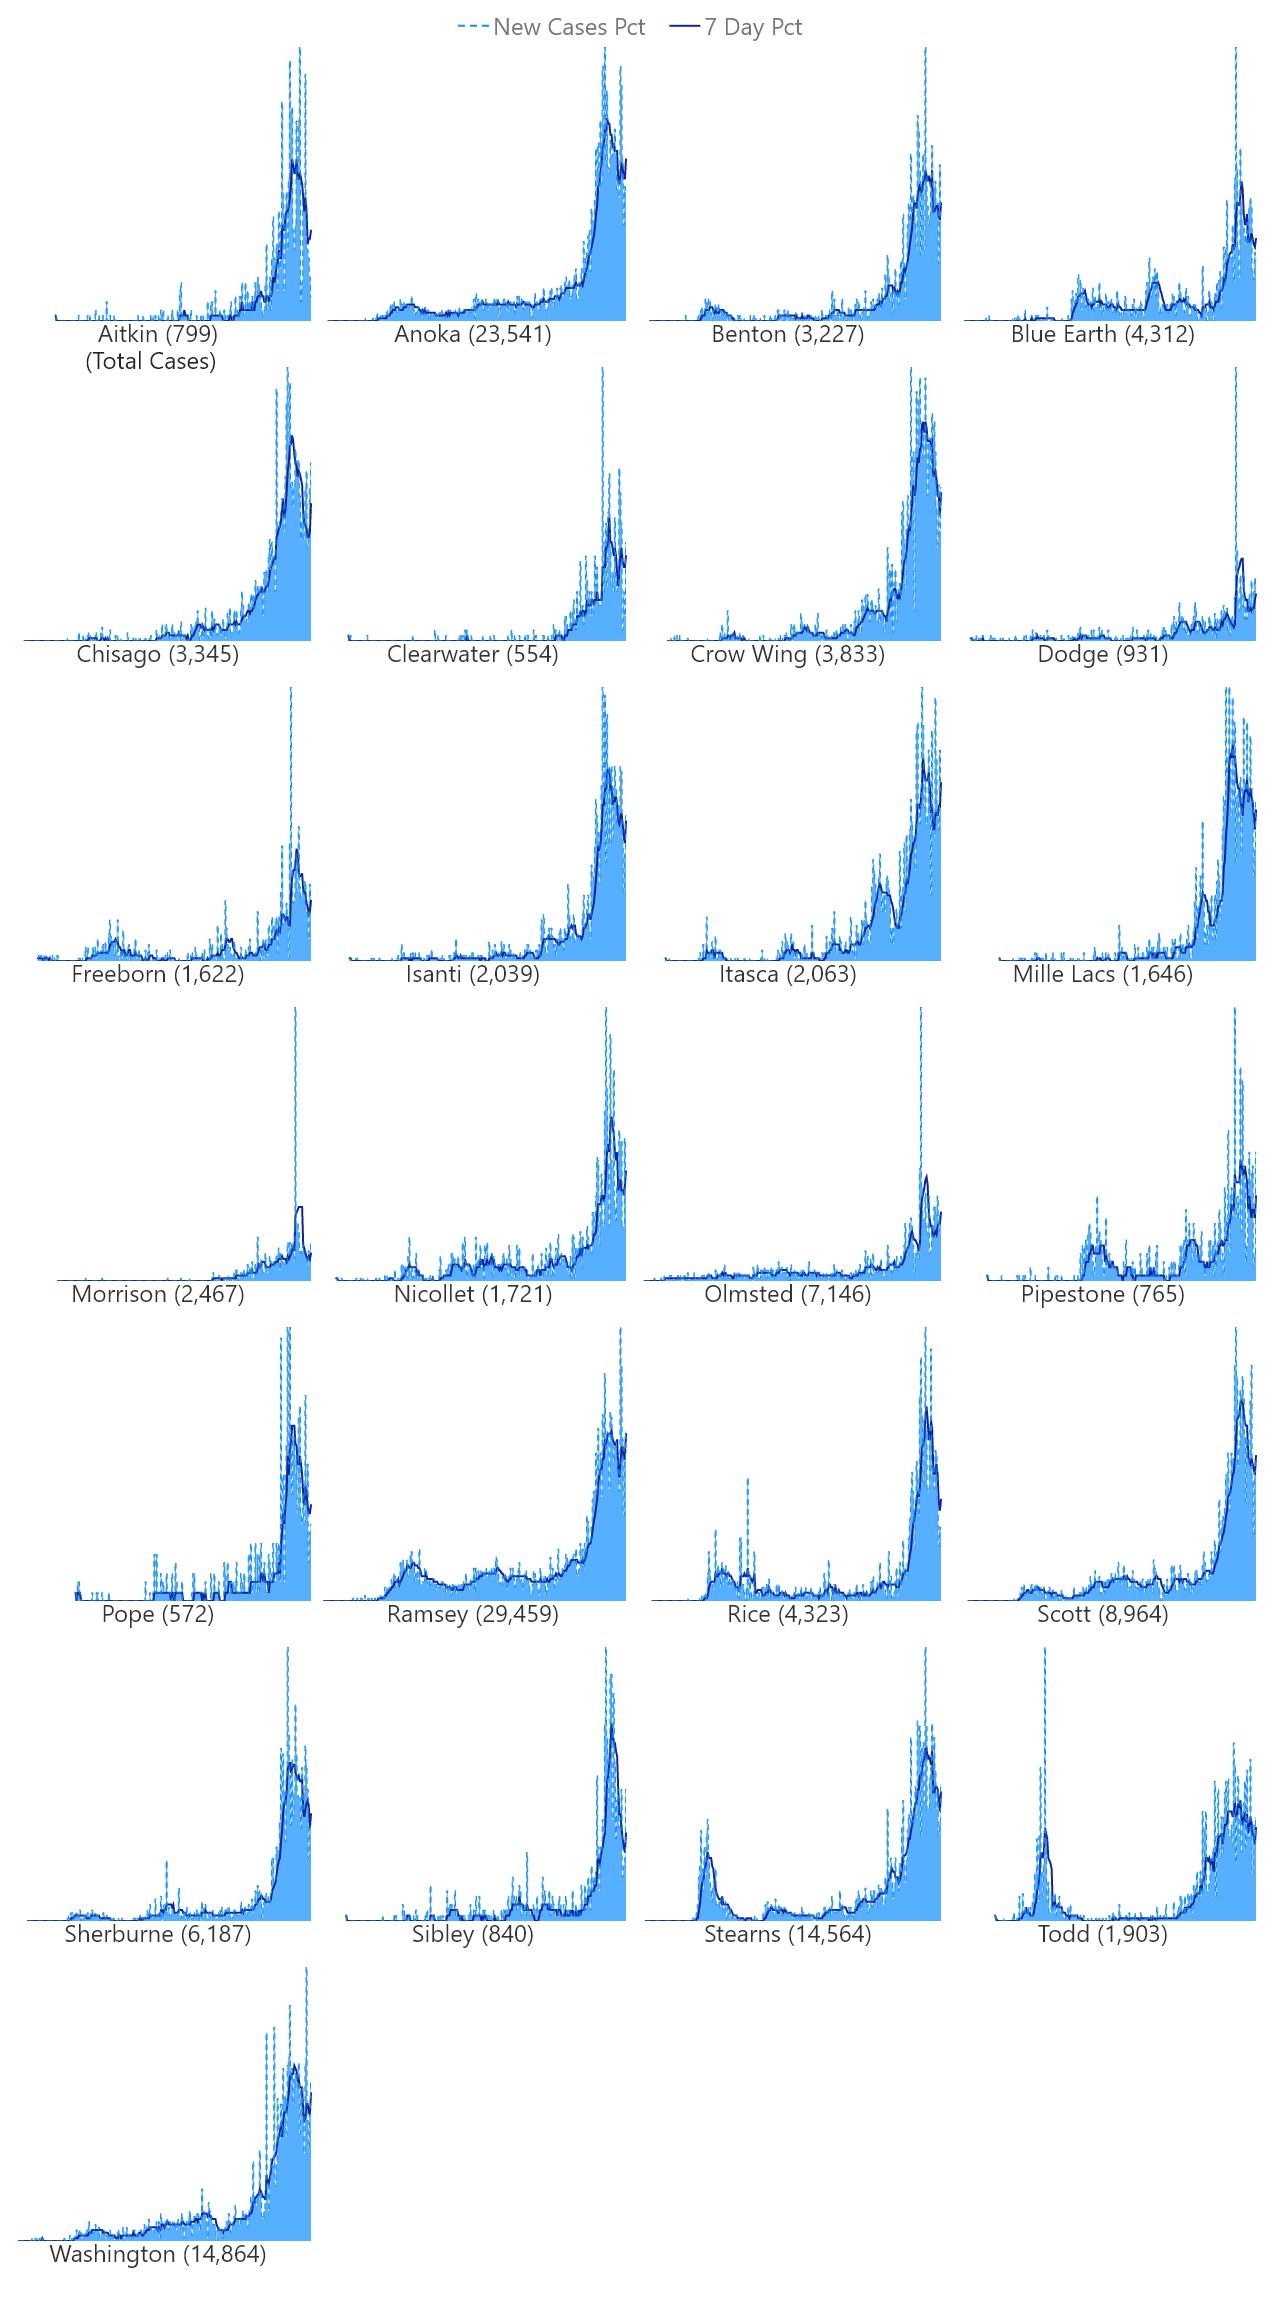 New Cases Pct 7 Day Pct
Aitkin (799) Anoka (23,541) Benton (3,227) Blue Earth (4,312)
(Total Cases)
Chisago (3,345) Clearwater (554) Crow Wing (3,833) Dodge (931)
Freeborn (1,622) Isanti (2,039) Itasca (2,063) Mille Lacs (1,646)
Morrison (2,467) Nicollet (1,721) Olmsted (7,146) Pipestone (765)
Pope (572) Ramsey (29,459) Rice (4,323) Scott (8,964)
Sherburne (6,187) Sibley (840) Stearns (14,564) Todd (1,903)
Washington (14,864)